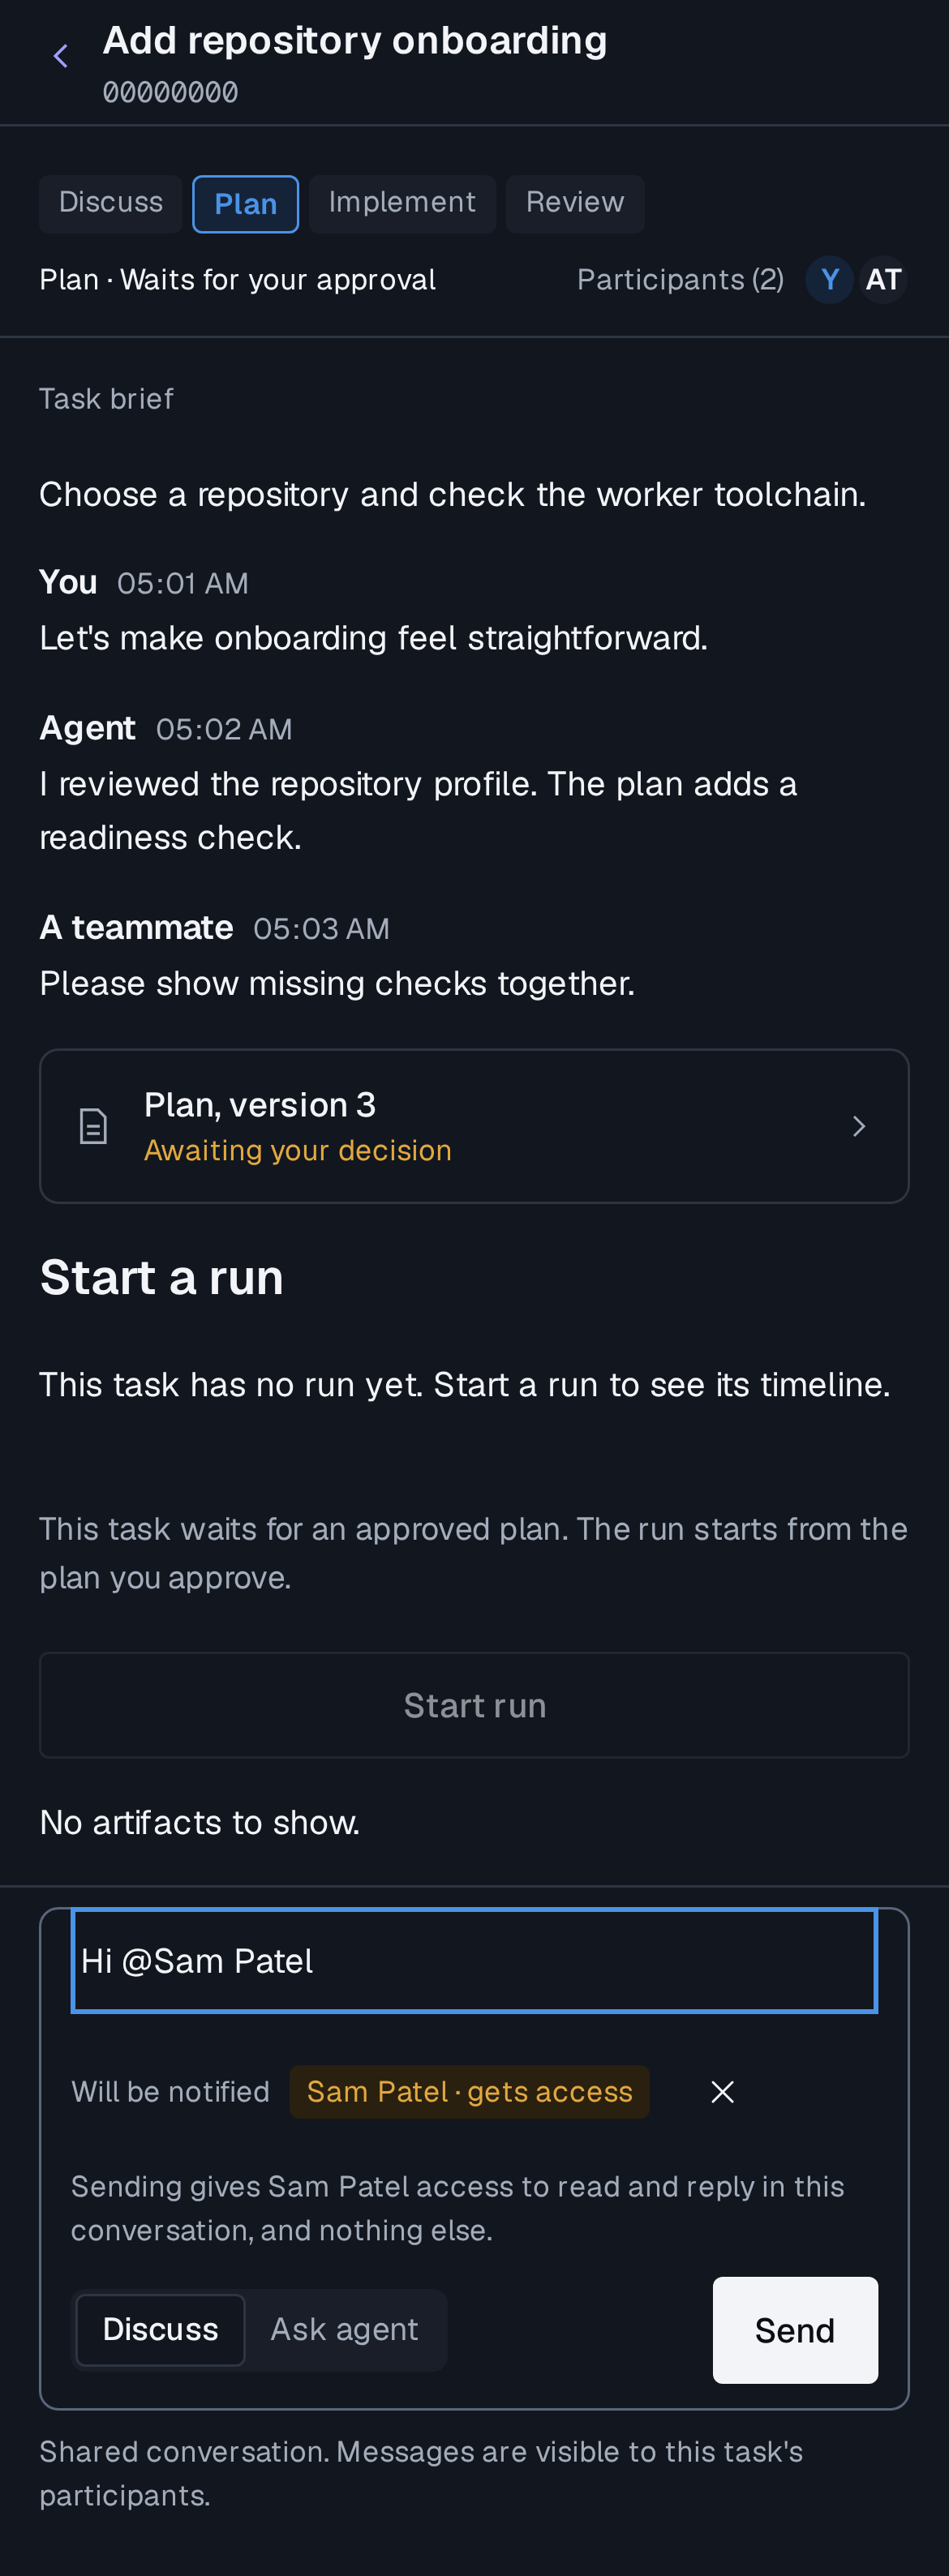 Add repository onboarding
00000000
Discuss
Plan
Implement
Review
Plan · Waits for your approval
Participants (2)
Y
AT
Task brief
Choose a repository and check the worker toolchain.
You 05:01 AM
Let's make onboarding feel straightforward.
Agent 05:02 AM
I reviewed the repository profile. The plan adds a
readiness check.
A teammate 05:03 AM
Please show missing checks together.
Plan, version 3
Awaiting your decision
Start a run
This task has no run yet. Start a run to see its timeline.
This task waits for an approved plan. The run starts from the
plan you approve.
Start run
No artifacts to show.
Hi @Sam Patel
Will be notified
Sam Patel · gets access
Sending gives Sam Patel access to read and reply in this
conversation, and nothing else.
Discuss
Ask agent
Send
Shared conversation. Messages are visible to this task's
participants.